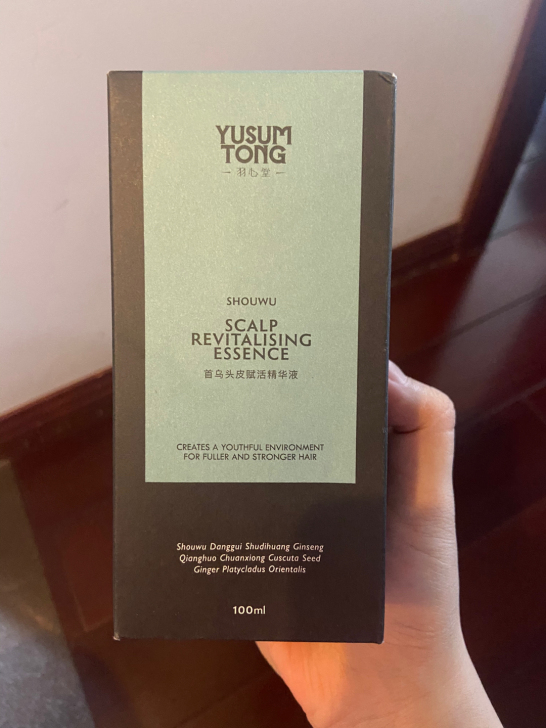 YUSUM
TONG
羽心堂
SHOUWU
SCALP
REVITALISING
ESSENCE
首乌头皮赋活精华液
CREATES A YOUTHFUL ENVIRONMENT
FOR FULLER AND STRONGER HAIR
Shouwu Danggui Shudihuang Ginseng
Qianghuo Chuanxiong Cuscuta Seed
Ginger Platycladus Orientalis
100ml